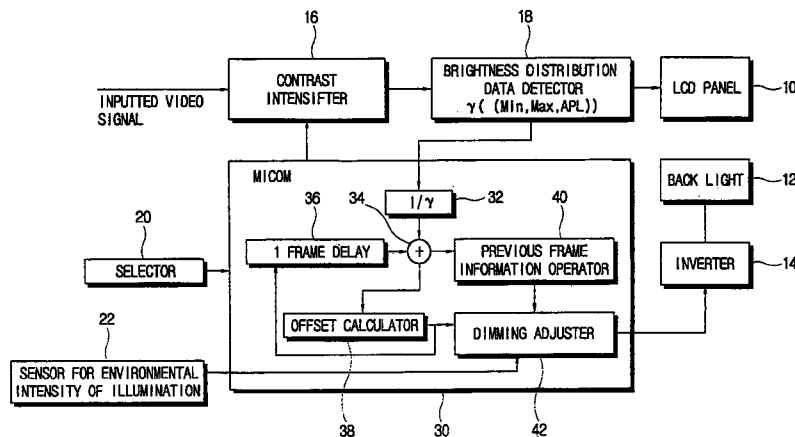 16
18
CONTRAST
INTENSIFTER
BRIGHTNESS DISTRIBUTION
DATA DETECTOR
γ( (Min,Max,APL))
LCD PANEL
10
INPUTTED VIDEO
SIGNAL
MICOM
BACK LIGHT
12
1/γ
32
36
34
40
20
1 FRAME DELAY
+
PREVIOUS FRAME
INFORMATION OPERATOR
INVERTER
14
SELECTOR
22
OFFSET CALCULATOR
DIMMING ADJUSTER
SENSOR FOR ENVIRONMENTAL
INTENSITY OF ILLUMINATION
38
30
42